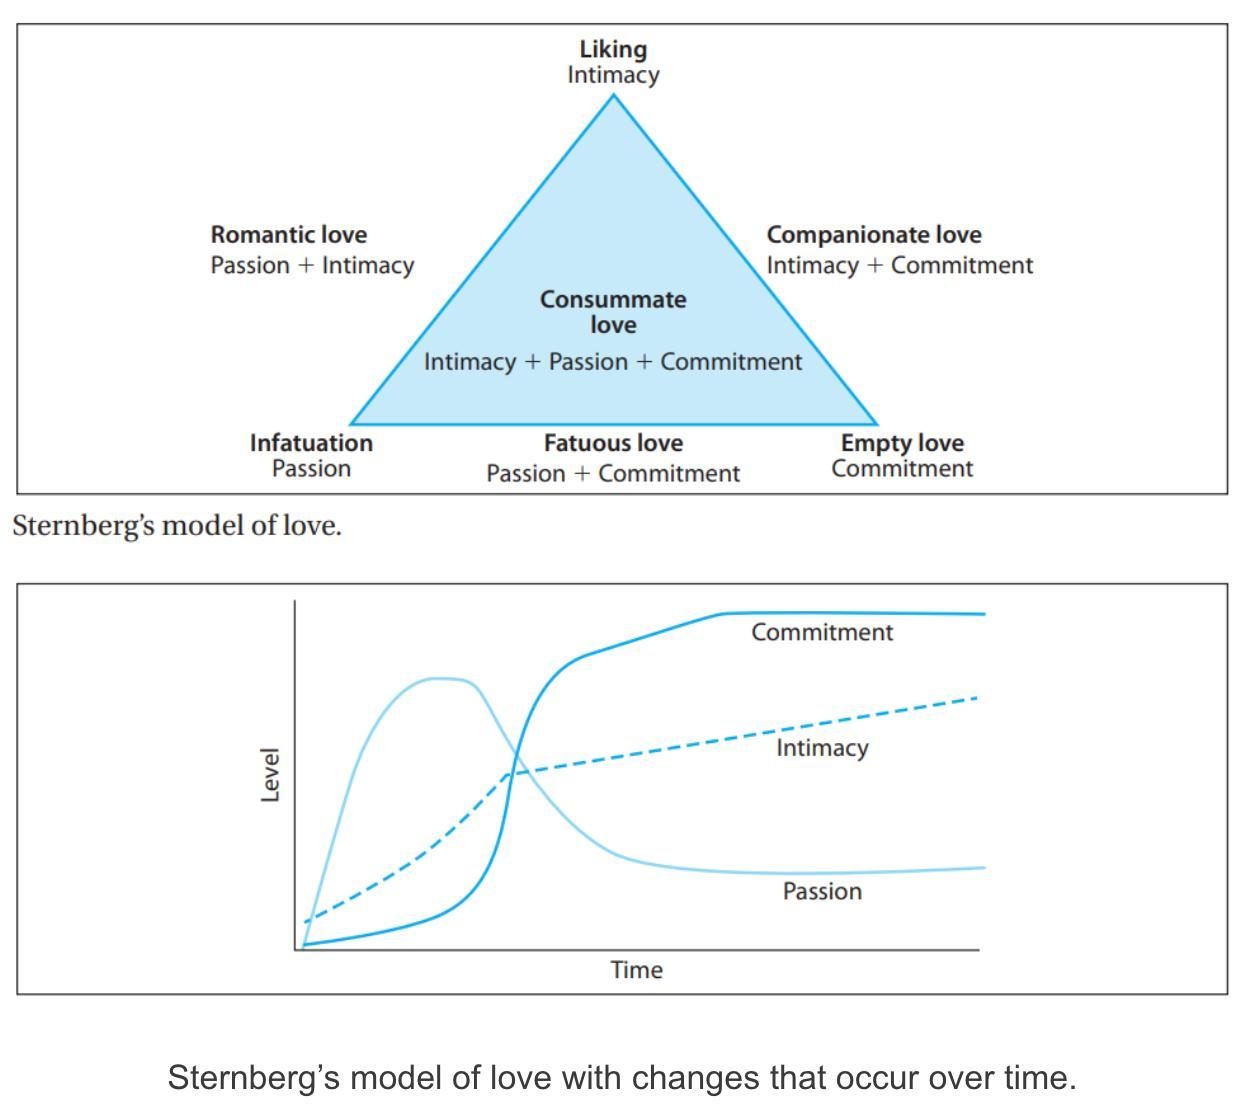 Liking
Intimacy
Romantic love
Passion + Intimacy
Companionate love
Intimacy + Commitment
Consummate
love
Intimacy + Passion + Commitment
Infatuation
Passion
Fatuous love
Passion + Commitment
Empty love
Commitment
Sternberg’s model of love.
Commitment
Intimacy
Passion
Level
Time
Sternberg’s model of love with changes that occur over time.